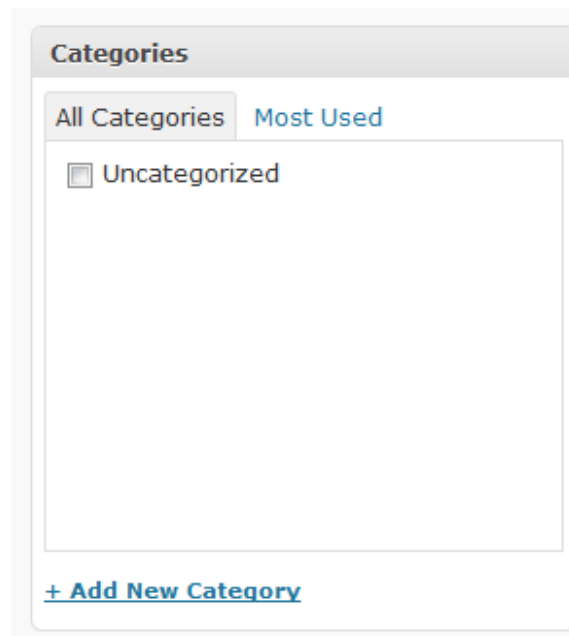 Categories
All Categories Most Used
Uncategorized
+ Add New Category